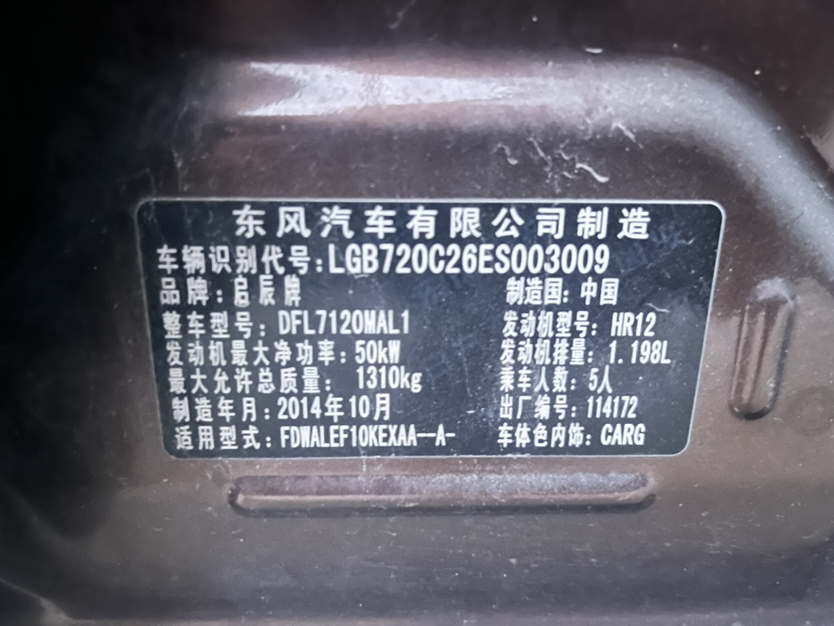 东风汽车有限公司制造
车辆识别代号:LGB720C26ES003009
品牌:启辰牌 制造国:中国
整车型号:DFL7120MAL1 发动机型号:HR12
发动机最大净功率:50kW 发动机排量:1.198L
最大允许总质量: 1310kg 乘车人数:5人
制造年月:2014年10月 出厂编号:114172
适用型式:FDWALEF10KEXAA--A- 车体色内饰:CARG